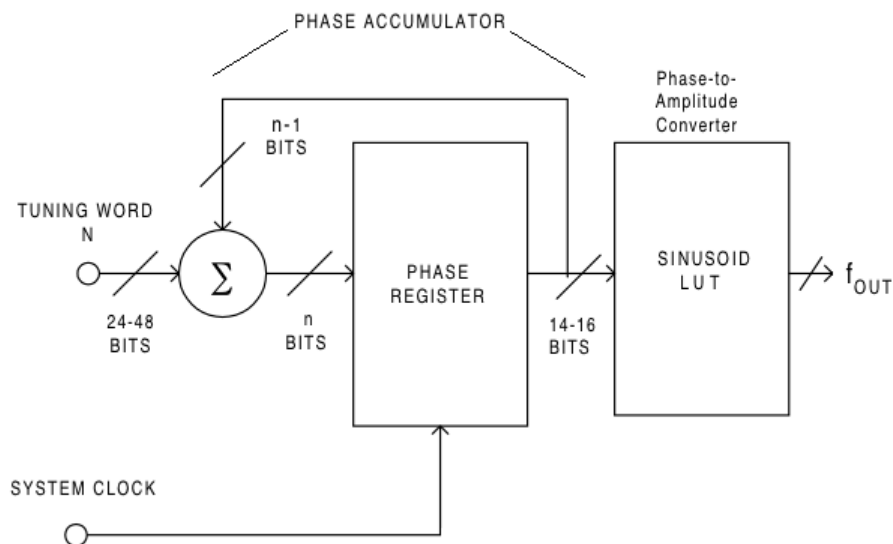 PHASE ACCUMULATOR
Phase-to-
Amplitude
Converter
n-1
BITS
TUNING WORD
N
Σ
PHASE
REGISTER
SINUSOID
LUT
fOUT
24-48
BITS
n
BITS
14-16
BITS
SYSTEM CLOCK